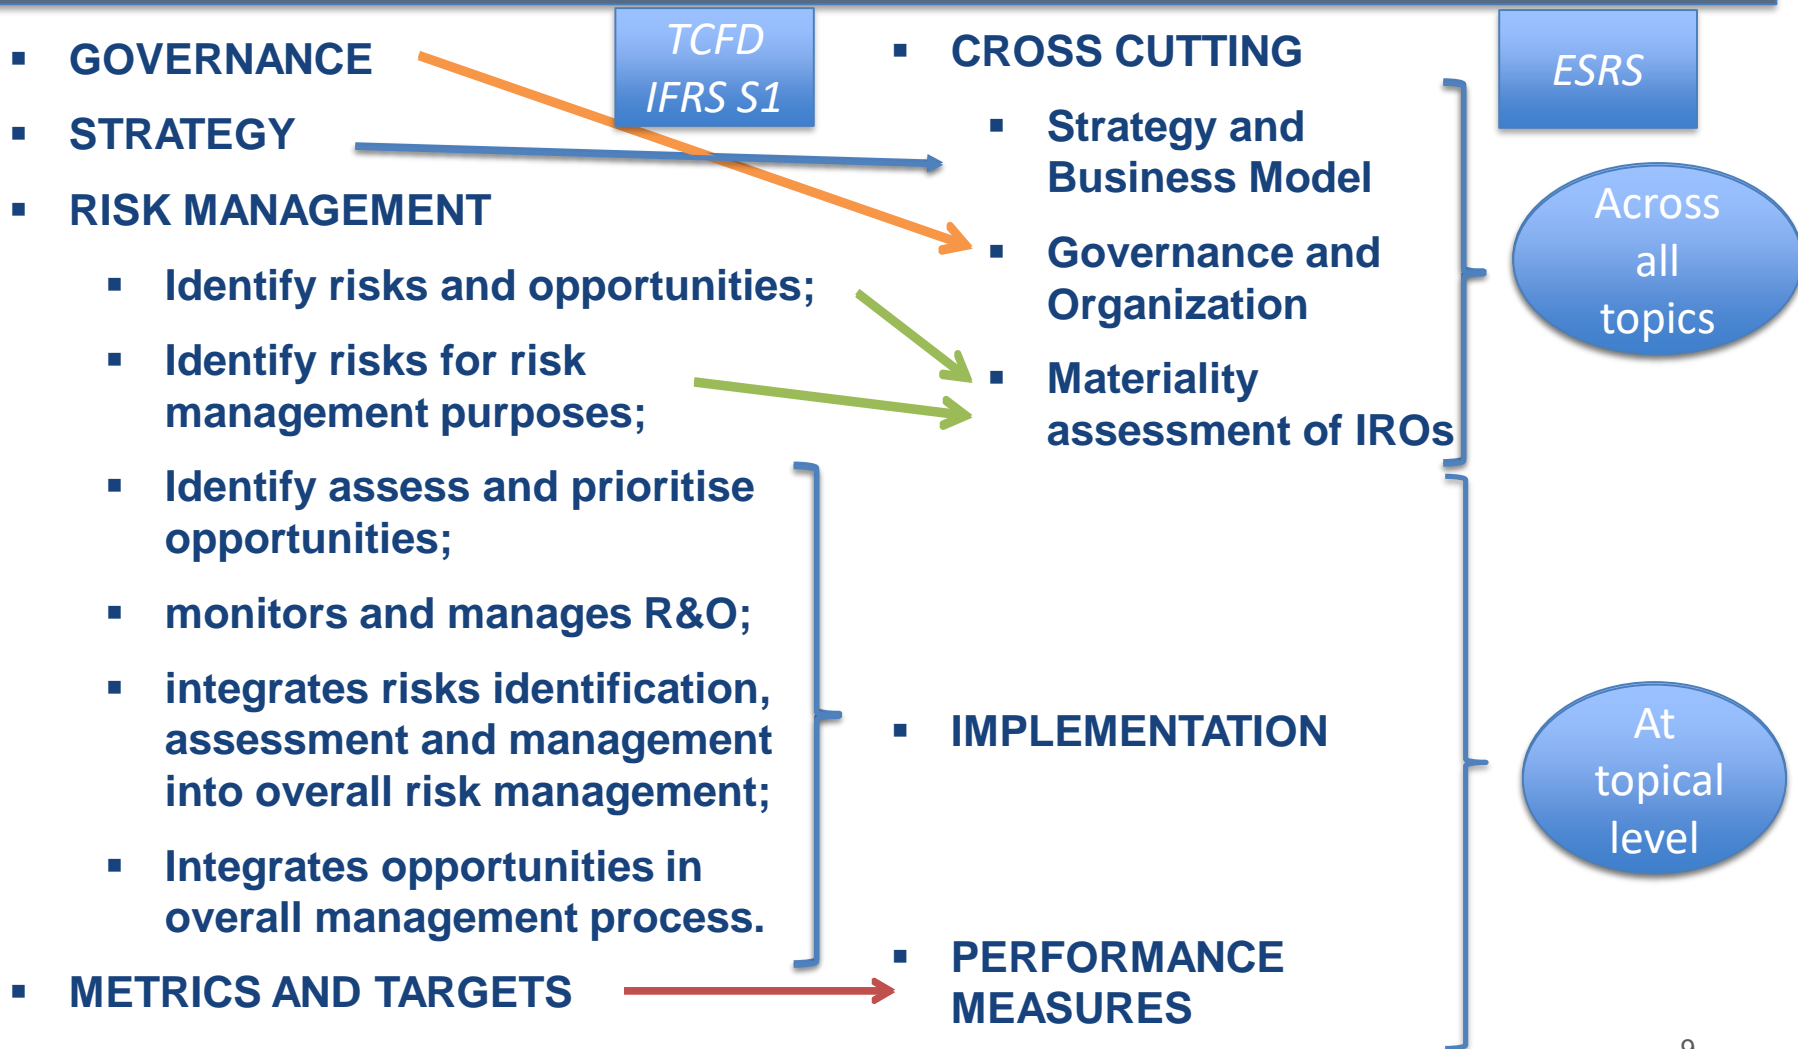 TCFD
IFRS S1
GOVERNANCE
STRATEGY
RISK MANAGEMENT
Identify risks and opportunities;
Identify risks for risk
management purposes;
Identify assess and prioritise
opportunities;
monitors and manages R&O;
integrates risks identification,
assessment and management
into overall risk management;
Integrates opportunities in
overall management process.
METRICS AND TARGETS
ESRS
CROSS CUTTING
Strategy and
Business Model
Governance and
Organization
Materiality
assessment of IROs
IMPLEMENTATION
PERFORMANCE
MEASURES
Across
all
topics
At
topical
level
9